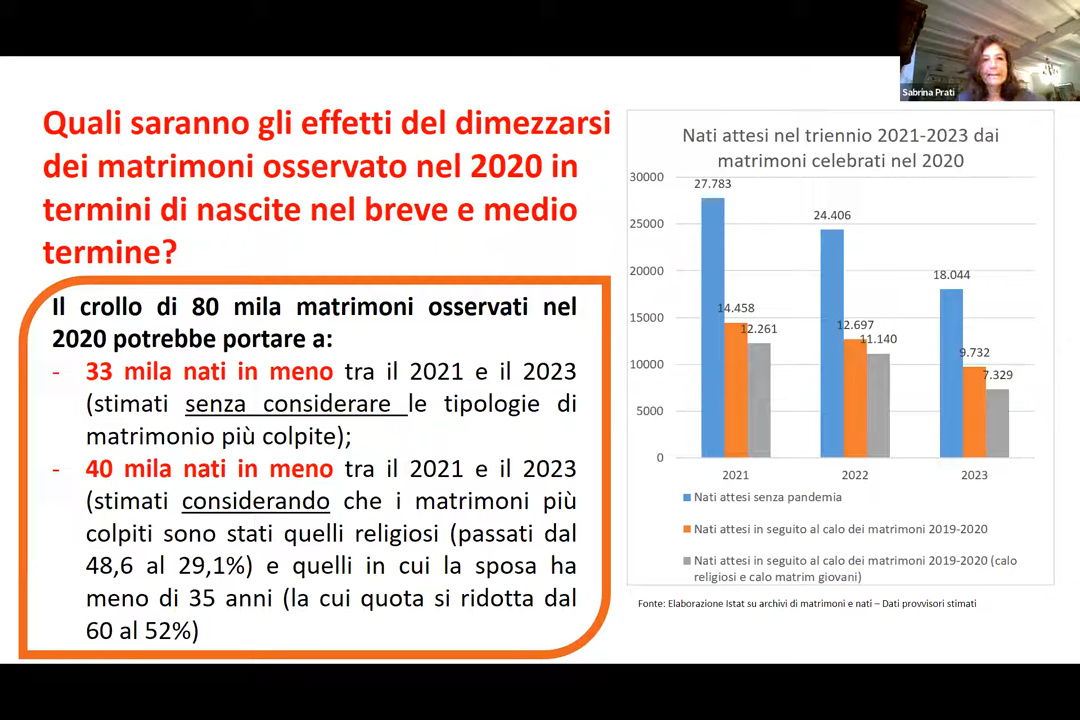 Sabrina Prati
Quali saranno gli effetti del dimezzarsi
dei matrimoni osservato nel 2020 in
termini di nascite nel breve e medio
termine?
Il crollo di 80 mila matrimoni osservati nel
2020 potrebbe portare a:
- 33 mila nati in meno tra il 2021 e il 2023
(stimati senza considerare le tipologie di
matrimonio più colpite);
- 40 mila nati in meno tra il 2021 e il 2023
(stimati considerando che i matrimoni più
colpiti sono stati quelli religiosi (passati dal
48,6 al 29,1%) e quelli in cui la sposa ha
meno di 35 anni (la cui quota si ridotta dal
60 al 52%)
Nati attesi nel triennio 2021-2023 dai
matrimoni celebrati nel 2020
30000
25000
20000
15000
10000
5000
0
27.783
14.458
12.261
24.406
12.697
11.140
18.044
9.732
7.329
2021
2022
2023
Nati attesi senza pandemia
Nati attesi in seguito al calo dei matrimoni 2019-2020
Nati attesi in seguito al calo dei matrimoni 2019-2020 (calo
religiosi e calo matrim giovani)
Fonte: Elaborazione Istat su archivi di matrimoni e nati – Dati provvisori stimati